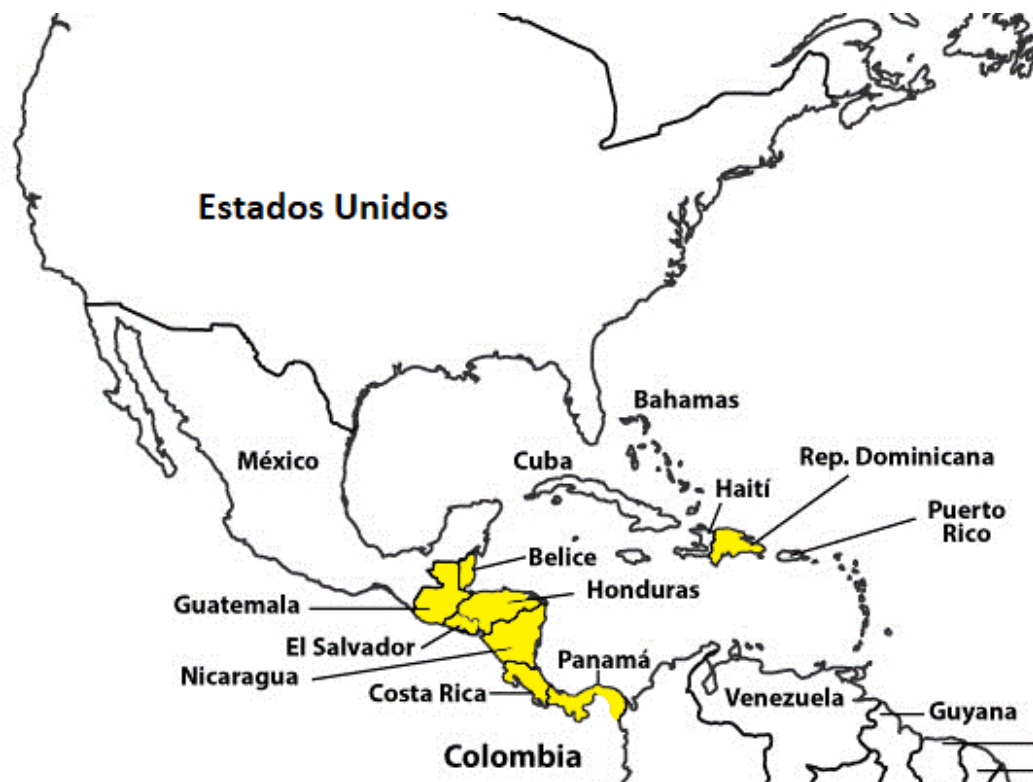 Estados Unidos
Bahamas
México
Cuba
Rep. Dominicana
Haití
Puerto
Rico
Belice
Honduras
Guatemala
El Salvador
Nicaragua
Panamá
Costa Rica
Venezuela
Guyana
Colombia